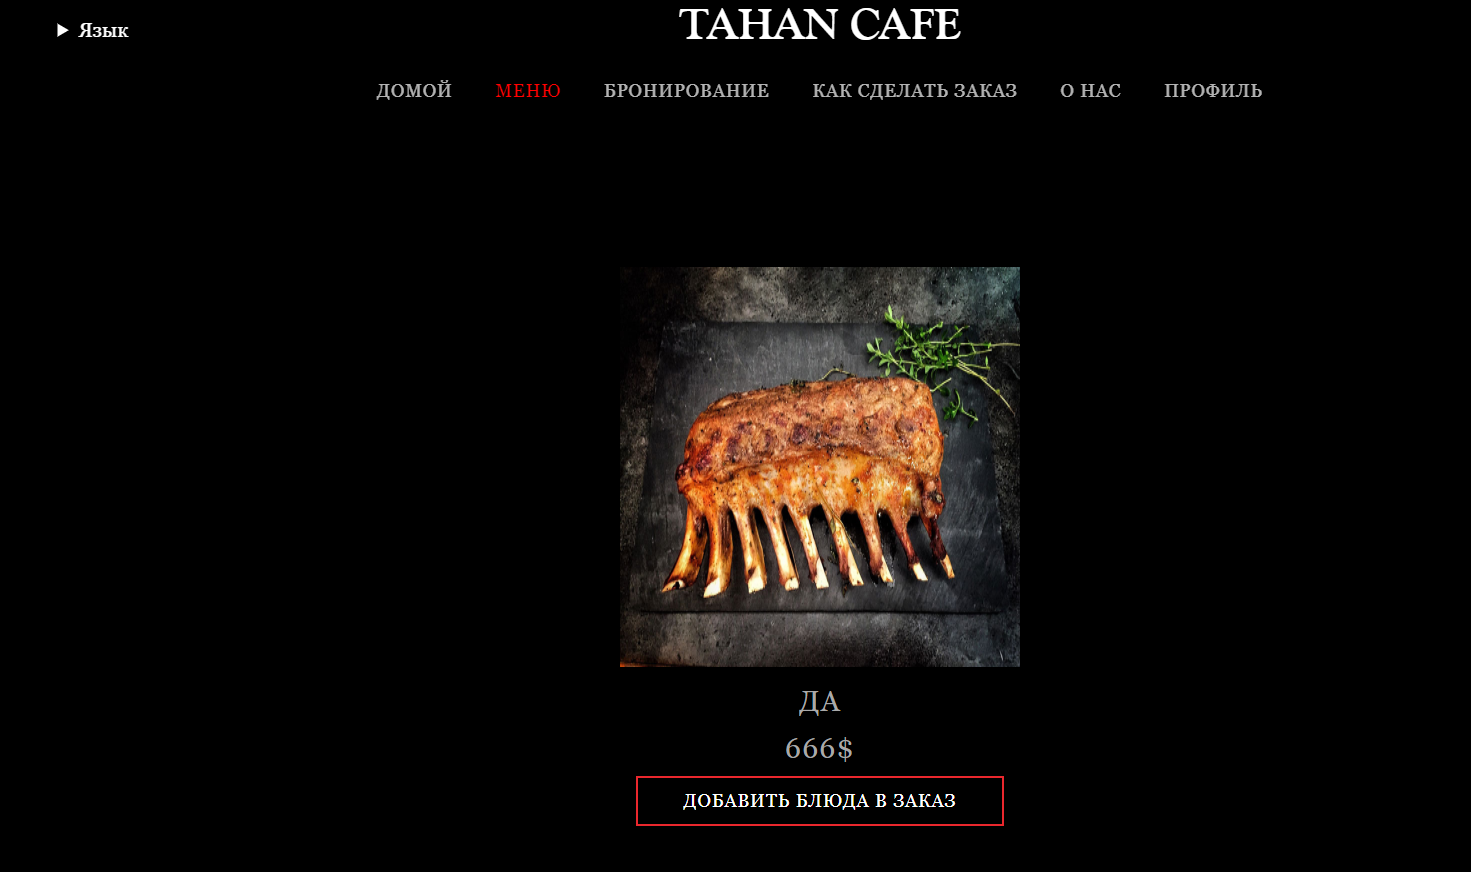 Язык
TAHAN CAFE
ДОМОЙ МЕНЮ БРОНИРОВАНИЕ КАК СДЕЛАТЬ ЗАКАЗ О НАС ПРОФИЛЬ
ДА
666$
ДОБАВИТЬ БЛЮДА В ЗАКАЗ